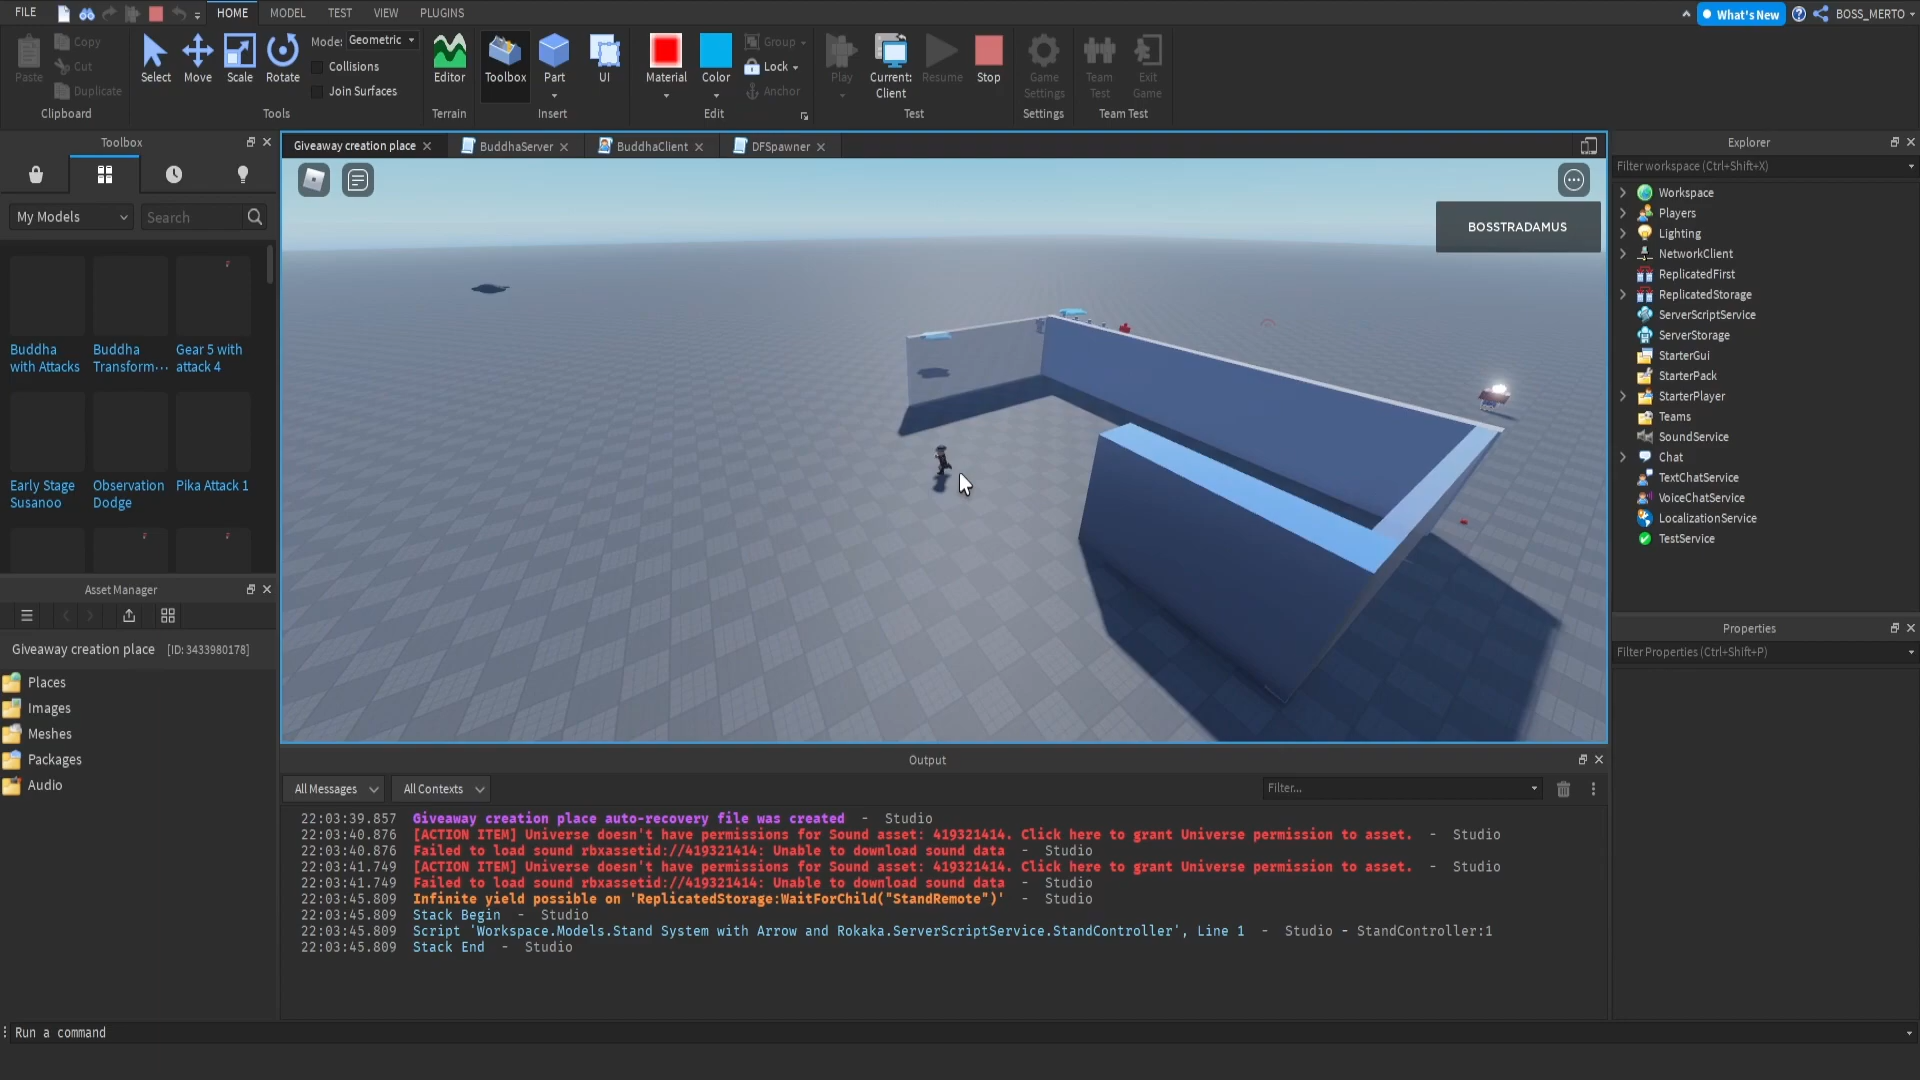 FILE HOME MODEL TEST VIEW PLUGINS What's New BOSS_MERTO
Paste Copy Cut Duplicate Clipboard
Select Move Scale Rotate Mode: Geometric Collisions Join Surfaces Tools
Editor Terrain
Toolbox Part UI Insert
Material Color Group Lock Anchor Edit
Play Current: Client Resume Stop Test
Game Settings Settings
Team Test Exit Game Team Test
Toolbox
My Models Search
Buddha with Attacks
Buddha Transform...
Gear 5 with attack 4
Early Stage Susanoo
Observation Dodge
Pika Attack 1
Asset Manager
Giveaway creation place [ID: 3433980178]
Places
Images
Meshes
Packages
Audio
Giveaway creation place BuddhaServer BuddhaClient DFSpawner
BOSSTRADAMUS
Output
All Messages All Contexts Filter...
22:03:39.857 Giveaway creation place auto-recovery file was created - Studio
22:03:40.876 [ACTION ITEM] Universe doesn't have permissions for Sound asset: 419321414. Click here to grant Universe permission to asset. - Studio
22:03:40.876 Failed to load sound rbxassetid://419321414: Unable to download sound data - Studio
22:03:41.749 [ACTION ITEM] Universe doesn't have permissions for Sound asset: 419321414. Click here to grant Universe permission to asset. - Studio
22:03:41.749 Failed to load sound rbxassetid://419321414: Unable to download sound data - Studio
22:03:45.809 Infinite yield possible on 'ReplicatedStorage:WaitForChild("StandRemote")' - Studio
22:03:45.809 Stack Begin - Studio
22:03:45.809 Script 'Workspace.Models.Stand System with Arrow and Rokaka.ServerScriptService.StandController', Line 1 - Studio - StandController:1
22:03:45.809 Stack End - Studio
Explorer
Filter workspace (Ctrl+Shift+X)
Workspace
Players
Lighting
NetworkClient
ReplicatedFirst
ReplicatedStorage
ServerScriptService
ServerStorage
StarterGui
StarterPack
StarterPlayer
Teams
SoundService
Chat
TextChatService
VoiceChatService
LocalizationService
TestService
Properties
Filter Properties (Ctrl+Shift+P)
Run a command